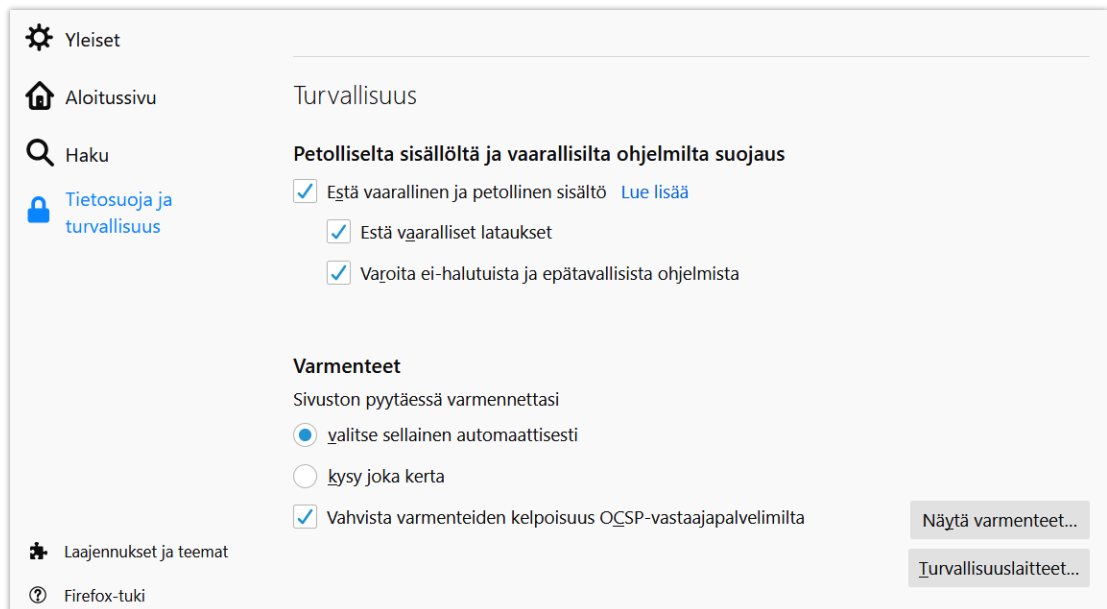 Yleiset
Aloitussivu
Haku
Tietosuoja ja
turvallisuus
Laajennukset ja teemat
Firefox-tuki
Turvallisuus
Petolliselta sisällöltä ja vaarallisilta ohjelmilta suojaus
Estä vaarallinen ja petollinen sisältö Lue lisää
Estä vaaralliset lataukset
Varoita ei-halutuista ja epätavallisista ohjelmista
Varmenteet
Sivuston pyytäessä varmennettasi
valitse sellainen automaattisesti
kysy joka kerta
Vahvista varmenteiden kelpoisuus OCSP-vastaajapalvelimilta
Näytä varmenteet...
Turvallisuuslaitteet...